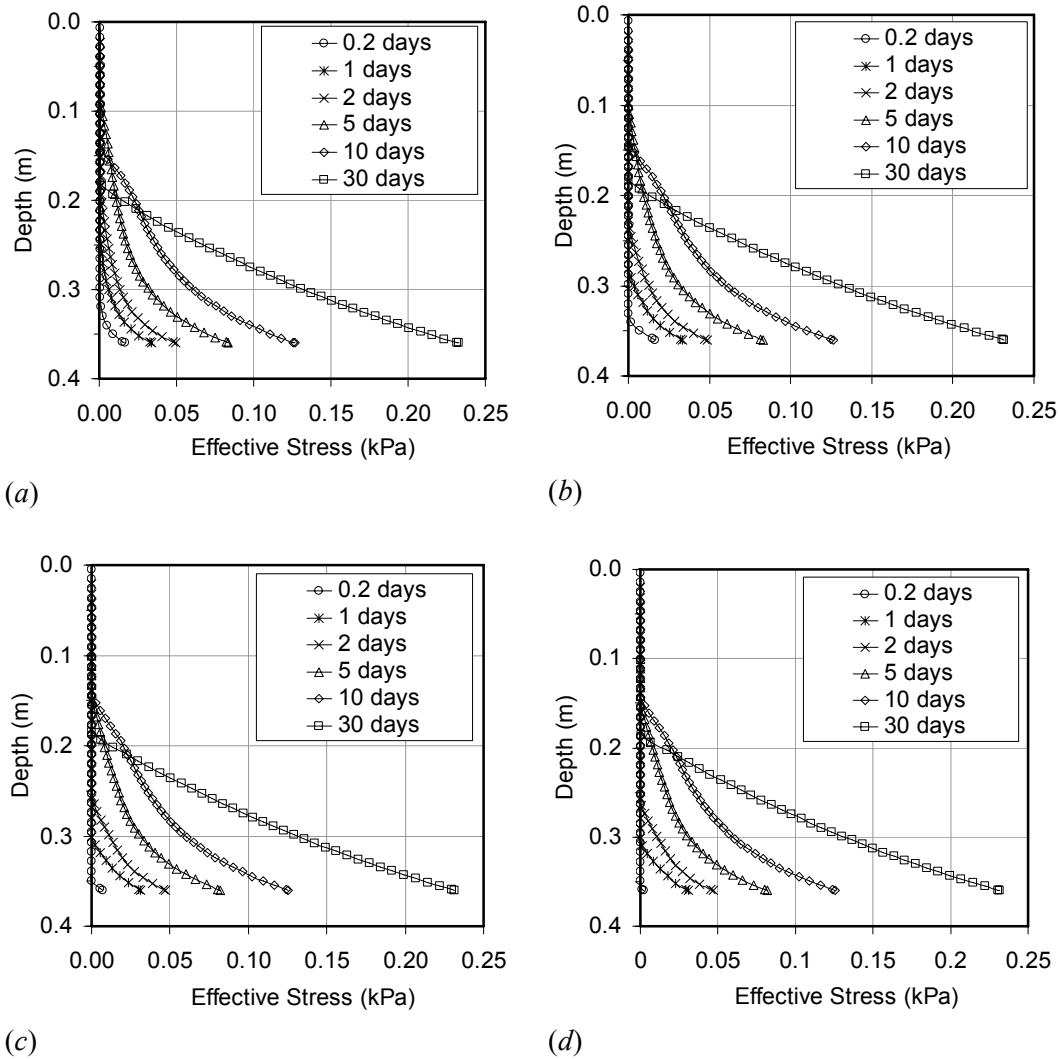 0.0
0.1
0.2
0.3
0.4
Depth (m)
0.00 0.05 0.10 0.15 0.20 0.25
Effective Stress (kPa)
0.2 days
1 days
2 days
5 days
10 days
30 days
(a)
0.0
0.1
0.2
0.3
0.4
Depth (m)
0.00 0.05 0.10 0.15 0.20 0.25
Effective Stress (kPa)
0.2 days
1 days
2 days
5 days
10 days
30 days
(b)
0.0
0.1
0.2
0.3
0.4
Depth (m)
0.00 0.05 0.10 0.15 0.20 0.25
Effective Stress (kPa)
0.2 days
1 days
2 days
5 days
10 days
30 days
(c)
0.0
0.1
0.2
0.3
0.4
Depth (m)
0 0.05 0.1 0.15 0.2 0.25
Effective Stress (kPa)
0.2 days
1 days
2 days
5 days
10 days
30 days
(d)